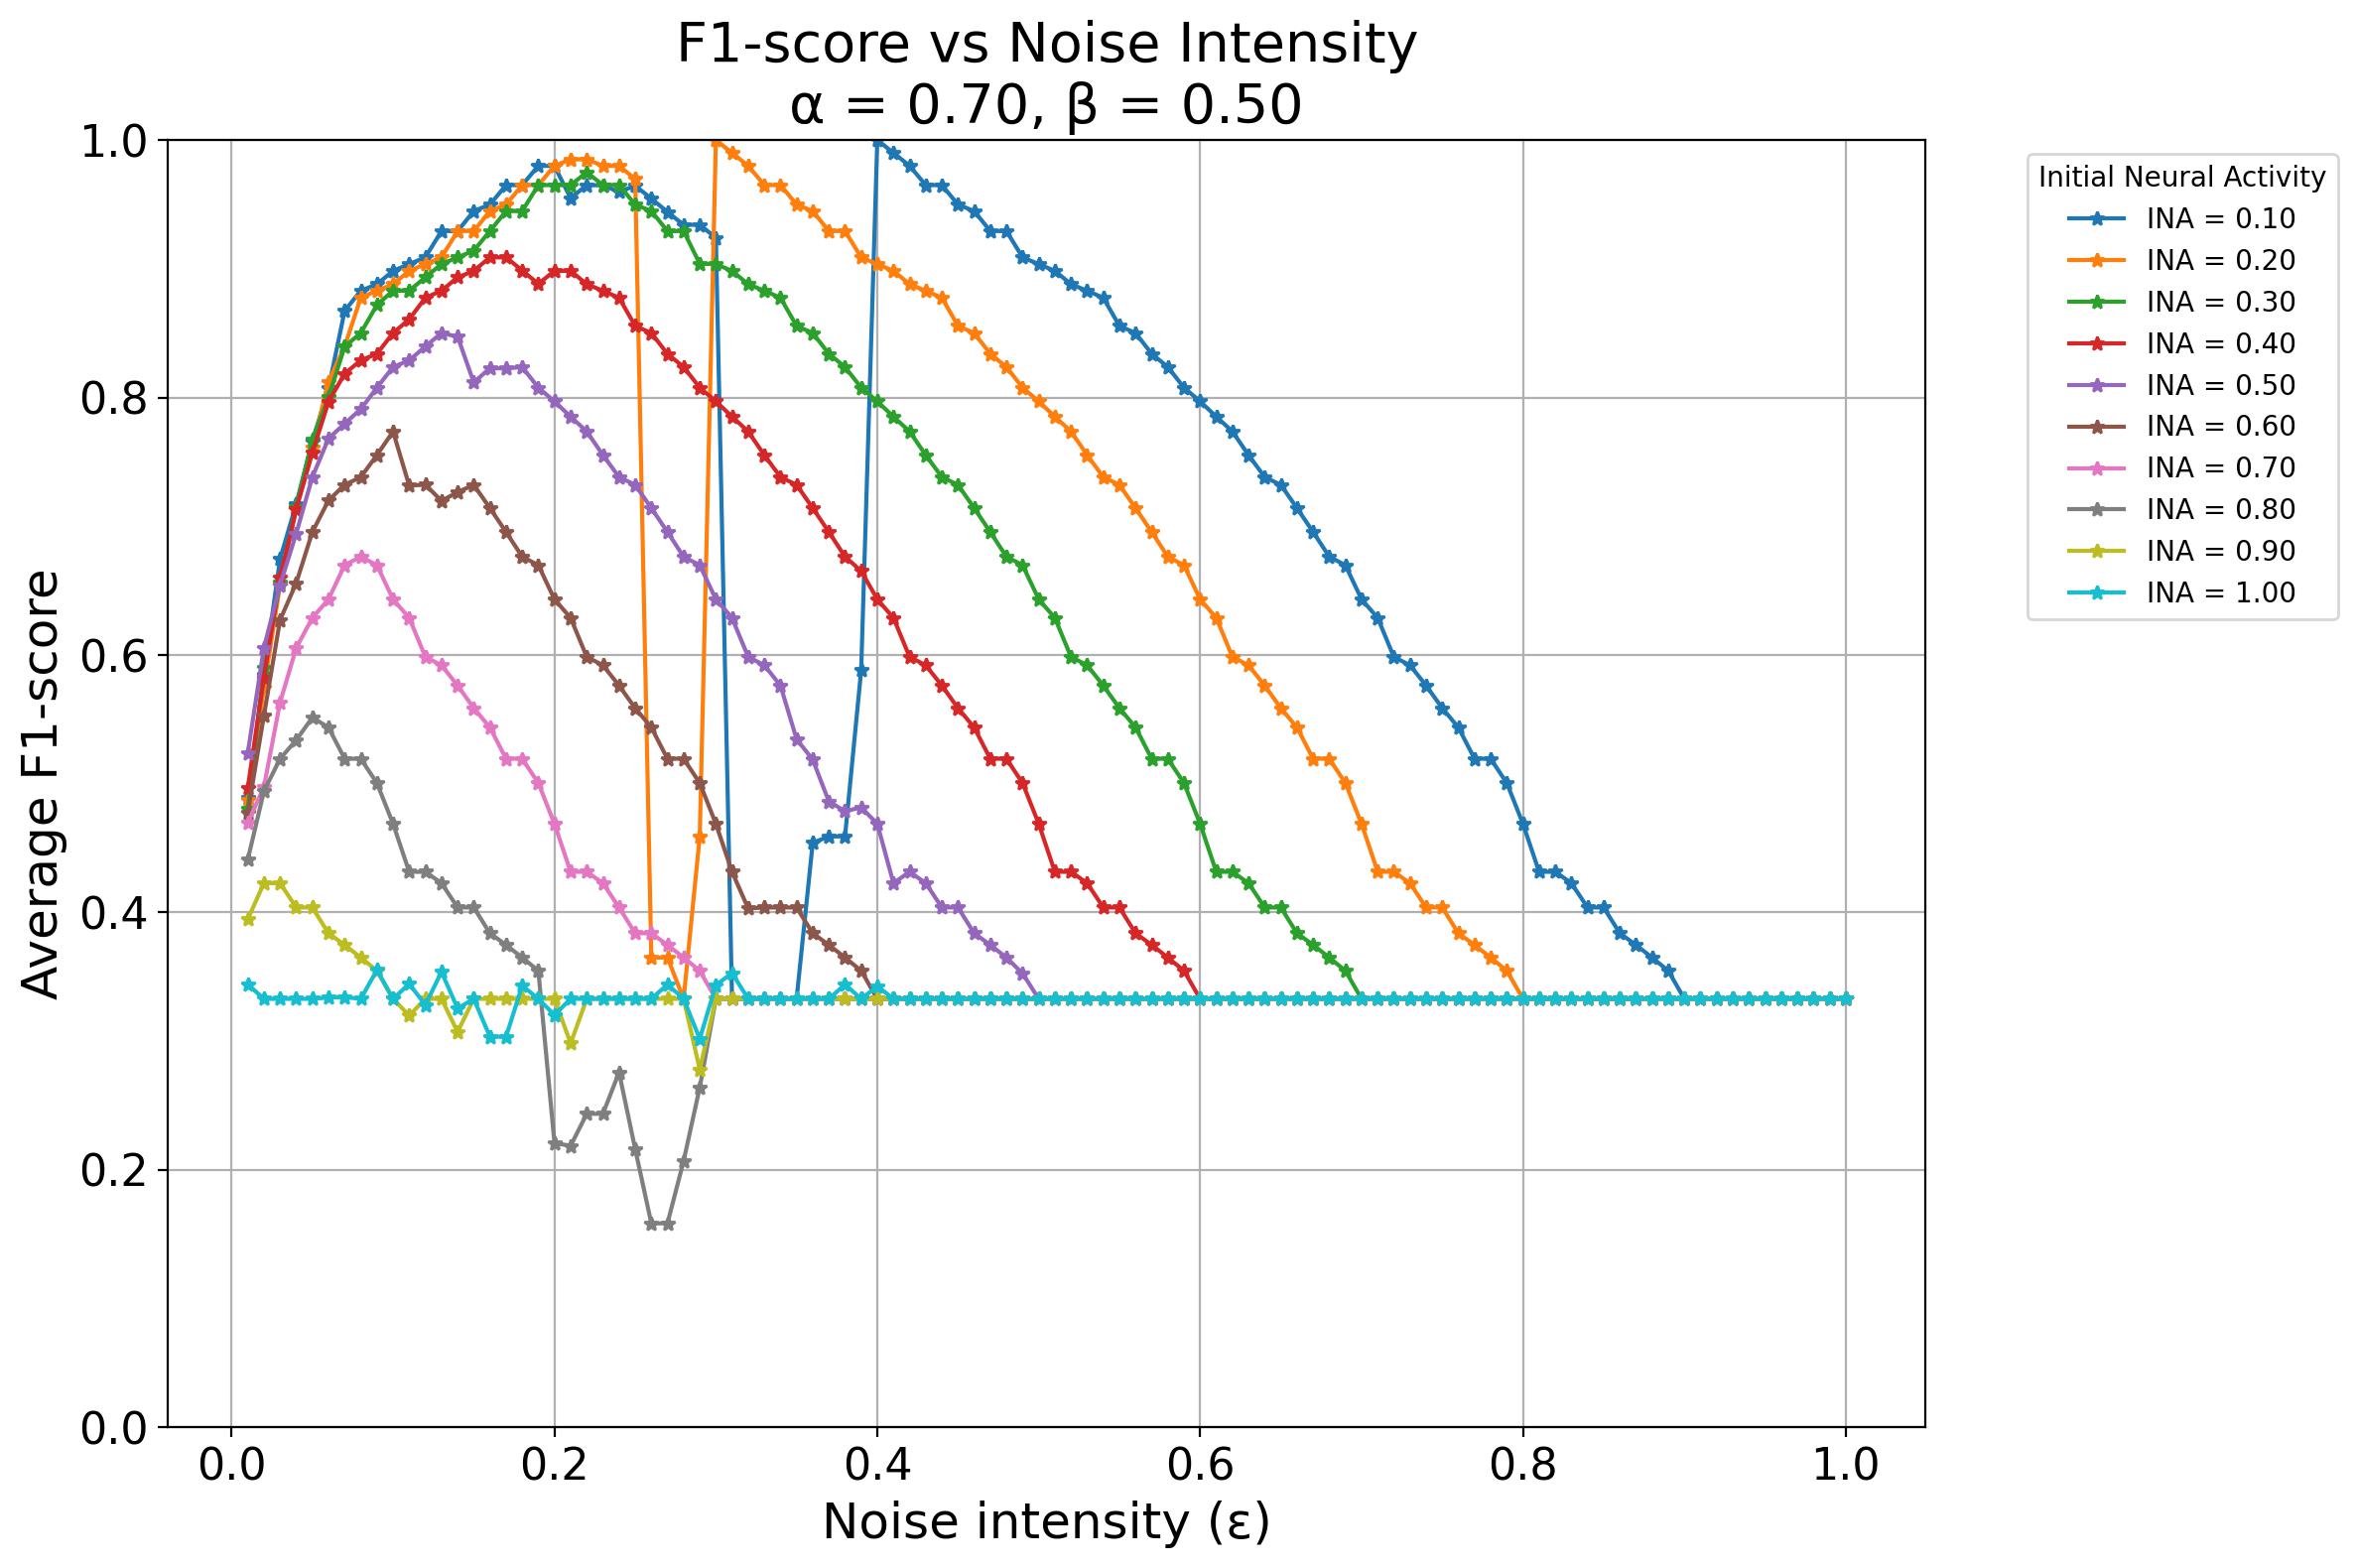 F1-score vs Noise Intensity
α = 0.70, β = 0.50
Average F1-score
1.0
0.8
0.6
0.4
0.2
0.0
0.0
0.2
0.4
0.6
0.8
1.0
Noise intensity (ε)
Initial Neural Activity
INA = 0.10
INA = 0.20
INA = 0.30
INA = 0.40
INA = 0.50
INA = 0.60
INA = 0.70
INA = 0.80
INA = 0.90
INA = 1.00